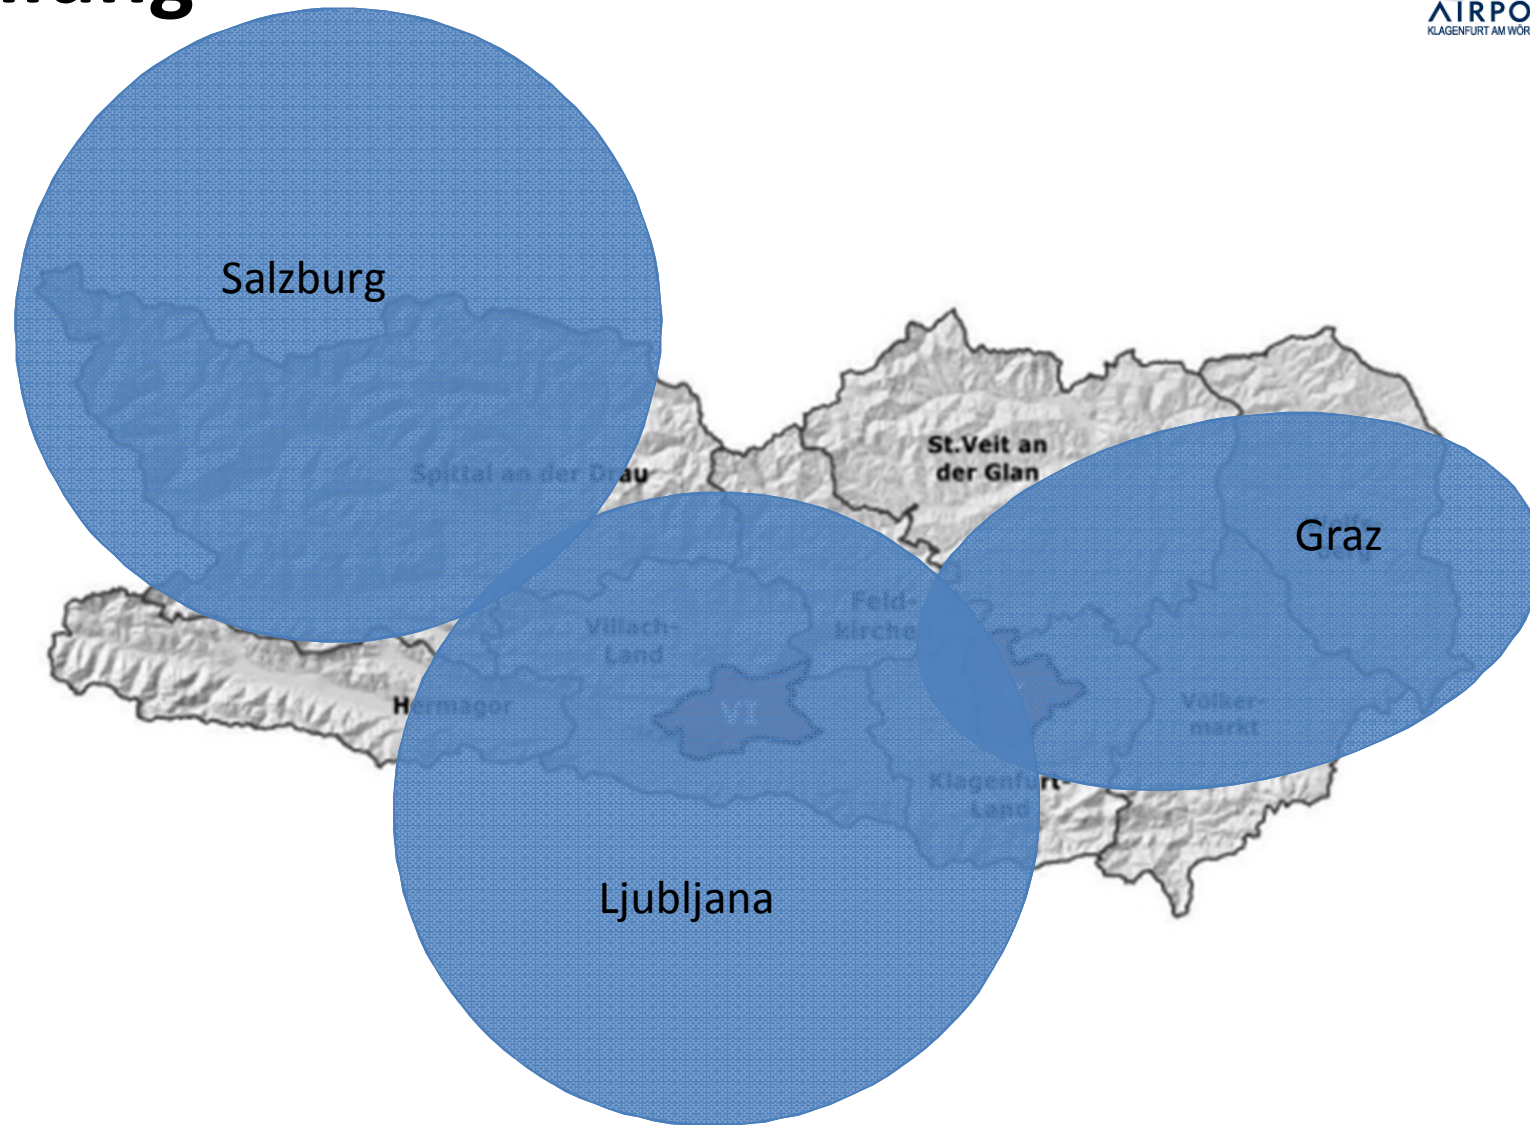 AIRPO
KLAGENFURT AM WÖR
Salzburg
St.Veit an
der Glan
Spittal an der Drau
Graz
Feld-
kirche
Villach-
Land
Hermagor
VI
Völker-
markt
Klagenfurt-
Land
Ljubljana